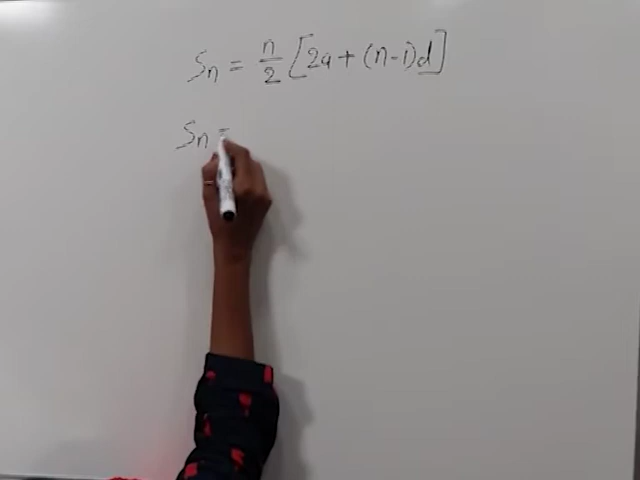 Sn = n/2 [2a + (n-1)d]
Sn =